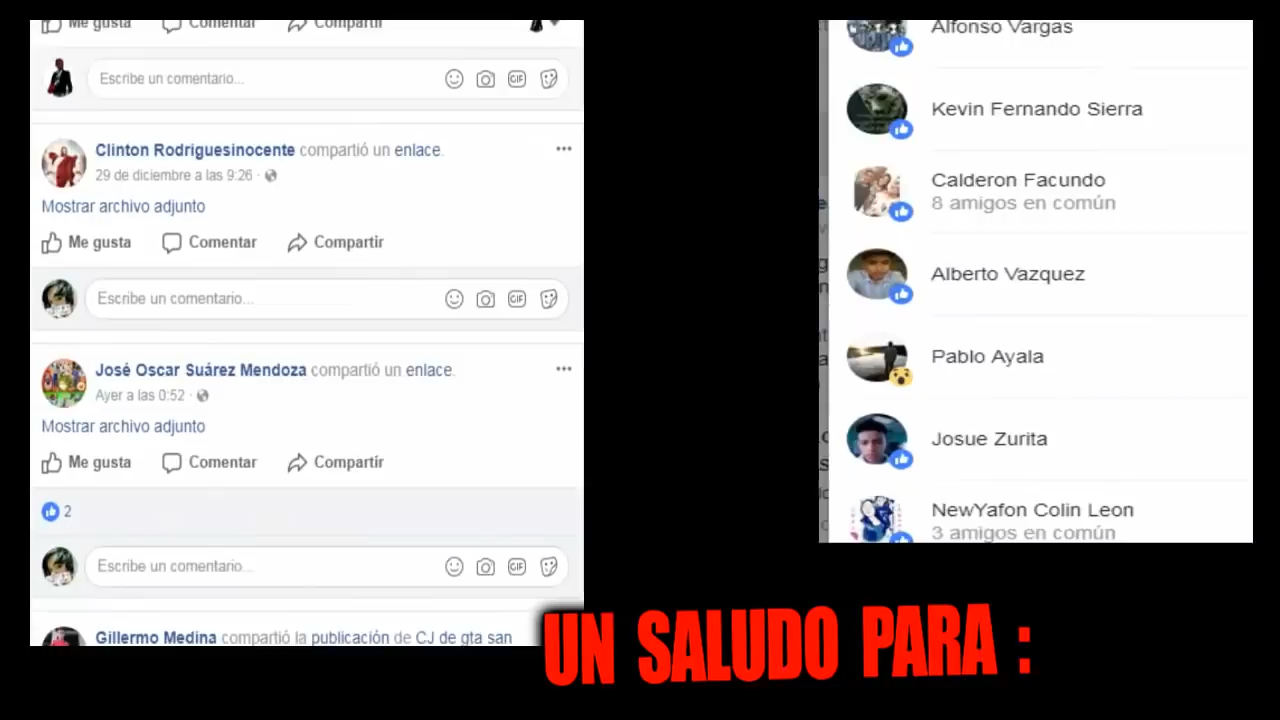 Me gusta Comentar Compartir
Escribe un comentario...
GIF
Clinton Rodriguesinocente compartió un enlace.
29 de diciembre a las 9:26 ·
Mostrar archivo adjunto
Me gusta Comentar Compartir
Escribe un comentario...
GIF
José Oscar Suárez Mendoza compartió un enlace.
Ayer a las 0:52 ·
Mostrar archivo adjunto
Me gusta Comentar Compartir
2
Escribe un comentario...
GIF
Gillermo Medina compartió la publicación de CJ de gta san
Alfonso Vargas
Kevin Fernando Sierra
Calderon Facundo
8 amigos en común
Alberto Vazquez
Pablo Ayala
Josue Zurita
NewYafon Colin Leon
3 amigos en común
UN SALUDO PARA :